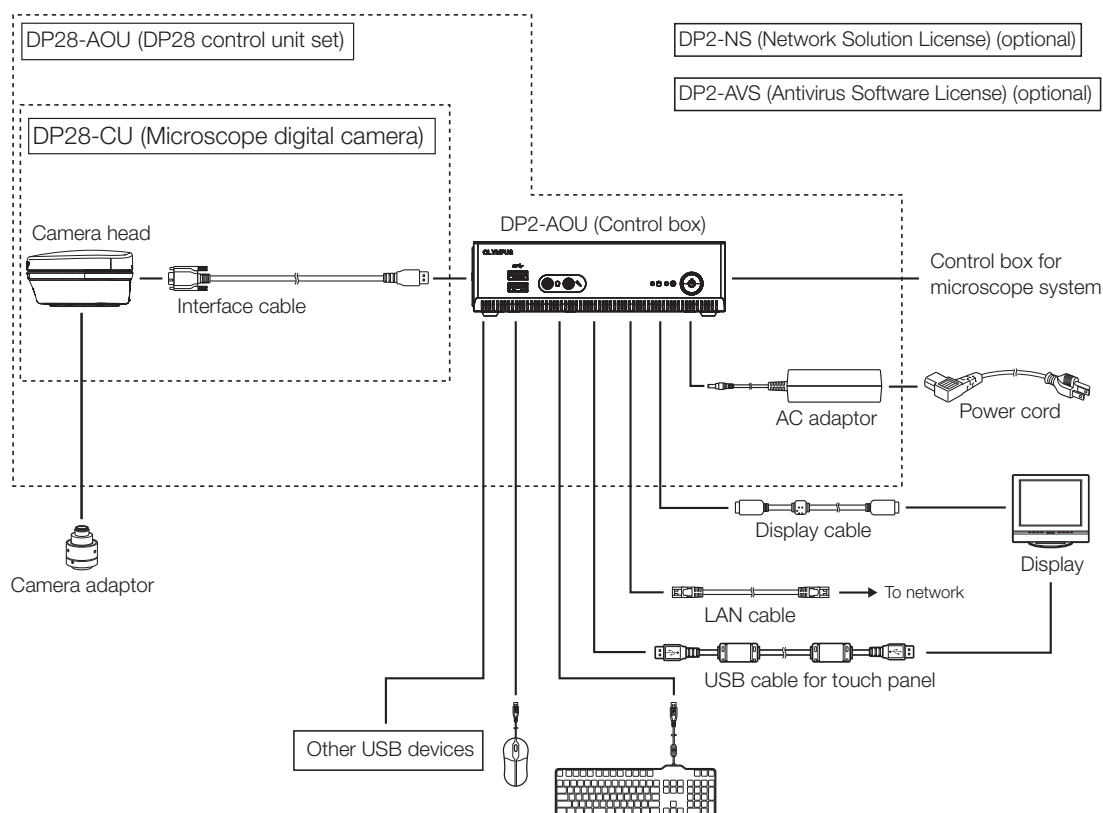 DP28-AOU (DP28 control unit set)
DP2-NS (Network Solution License) (optional)
DP2-AVS (Antivirus Software License) (optional)
DP28-CU (Microscope digital camera)
DP2-AOU (Control box)
Camera head
OLYMPUS
Interface cable
Control box for
microscope system
AC adaptor
Power cord
Display cable
Display
Camera adaptor
To network
LAN cable
USB cable for touch panel
Other USB devices